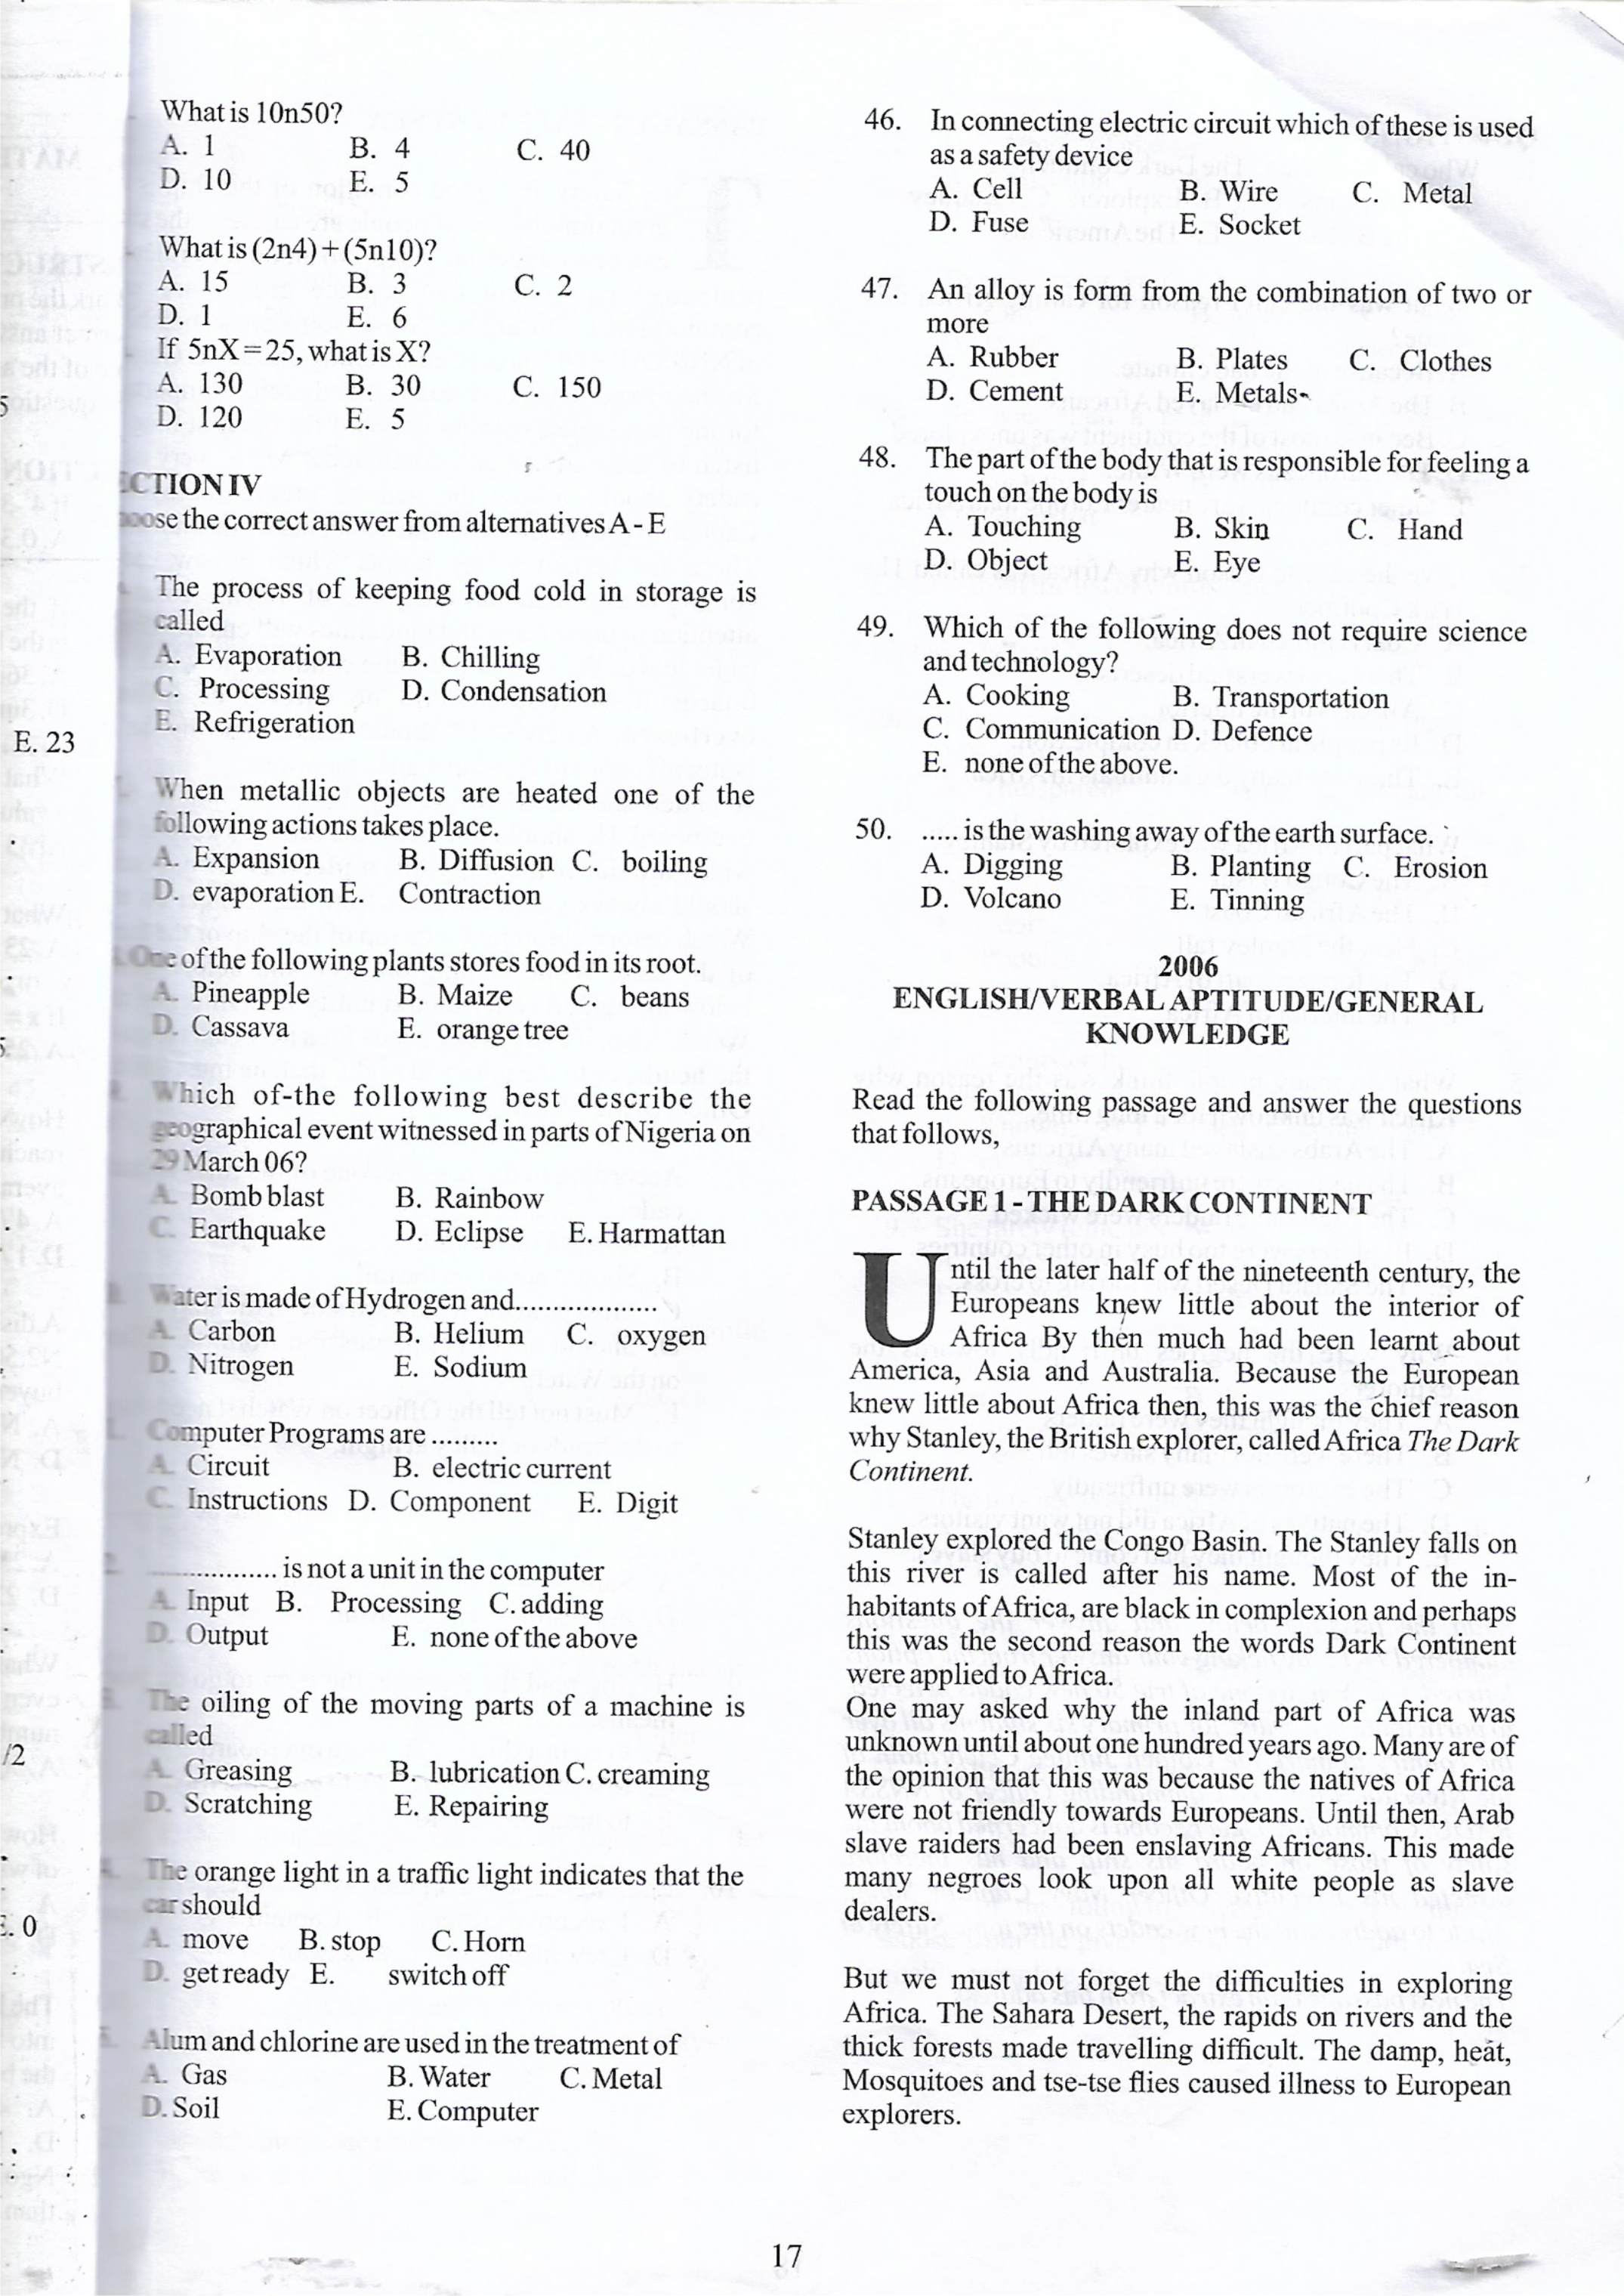 What is 10n50?
A. 1 B. 4 C. 40
D. 10 E. 5
What is (2n4) + (5n10)?
A. 15 B. 3 C. 2
D. 1 E. 6
If 5nX = 25, what is X?
A. 130 B. 30 C. 150
D. 120 E. 5
5
CTION IV
ose the correct answer from alternatives A - E
The process of keeping food cold in storage is
called
A. Evaporation B. Chilling
C. Processing D. Condensation
E. Refrigeration
E. 23
When metallic objects are heated one of the
following actions takes place.
A. Expansion B. Diffusion C. boiling
D. evaporation E. Contraction
One of the following plants stores food in its root.
A. Pineapple B. Maize C. beans
D. Cassava E. orange tree
Which of-the following best describe the
geographical event witnessed in parts of Nigeria on
29 March 06?
A. Bomb blast B. Rainbow
C. Earthquake D. Eclipse E. Harmattan
Water is made of Hydrogen and...................
A. Carbon B. Helium C. oxygen
D. Nitrogen E. Sodium
Computer Programs are .........
A. Circuit B. electric current
C. Instructions D. Component E. Digit
................. is not a unit in the computer
A. Input B. Processing C. adding
D. Output E. none of the above
The oiling of the moving parts of a machine is
called
/2
A. Greasing B. lubrication C. creaming
D. Scratching E. Repairing
The orange light in a traffic light indicates that the
car should
E. 0
A. move B. stop C. Horn
D. get ready E. switch off
Alum and chlorine are used in the treatment of
A. Gas B. Water C. Metal
D. Soil E. Computer
46. In connecting electric circuit which of these is used
as a safety device
A. Cell B. Wire C. Metal
D. Fuse E. Socket
47. An alloy is form from the combination of two or
more
A. Rubber B. Plates C. Clothes
D. Cement E. Metals
48. The part of the body that is responsible for feeling a
touch on the body is
A. Touching B. Skin C. Hand
D. Object E. Eye
49. Which of the following does not require science
and technology?
A. Cooking B. Transportation
C. Communication D. Defence
E. none of the above.
50. ..... is the washing away of the earth surface.
A. Digging B. Planting C. Erosion
D. Volcano E. Tinning
2006
ENGLISH/VERBAL APTITUDE/GENERAL
KNOWLEDGE
Read the following passage and answer the questions
that follows,
PASSAGE 1 - THE DARK CONTINENT
Until the later half of the nineteenth century, the
Europeans knew little about the interior of
Africa By then much had been learnt about
America, Asia and Australia. Because the European
knew little about Africa then, this was the chief reason
why Stanley, the British explorer, called Africa The Dark
Continent.
Stanley explored the Congo Basin. The Stanley falls on
this river is called after his name. Most of the in-
habitants of Africa, are black in complexion and perhaps
this was the second reason the words Dark Continent
were applied to Africa.
One may asked why the inland part of Africa was
unknown until about one hundred years ago. Many are of
the opinion that this was because the natives of Africa
were not friendly towards Europeans. Until then, Arab
slave raiders had been enslaving Africans. This made
many negroes look upon all white people as slave
dealers.
But we must not forget the difficulties in exploring
Africa. The Sahara Desert, the rapids on rivers and the
thick forests made travelling difficult. The damp, heat,
Mosquitoes and tse-tse flies caused illness to European
explorers.
17